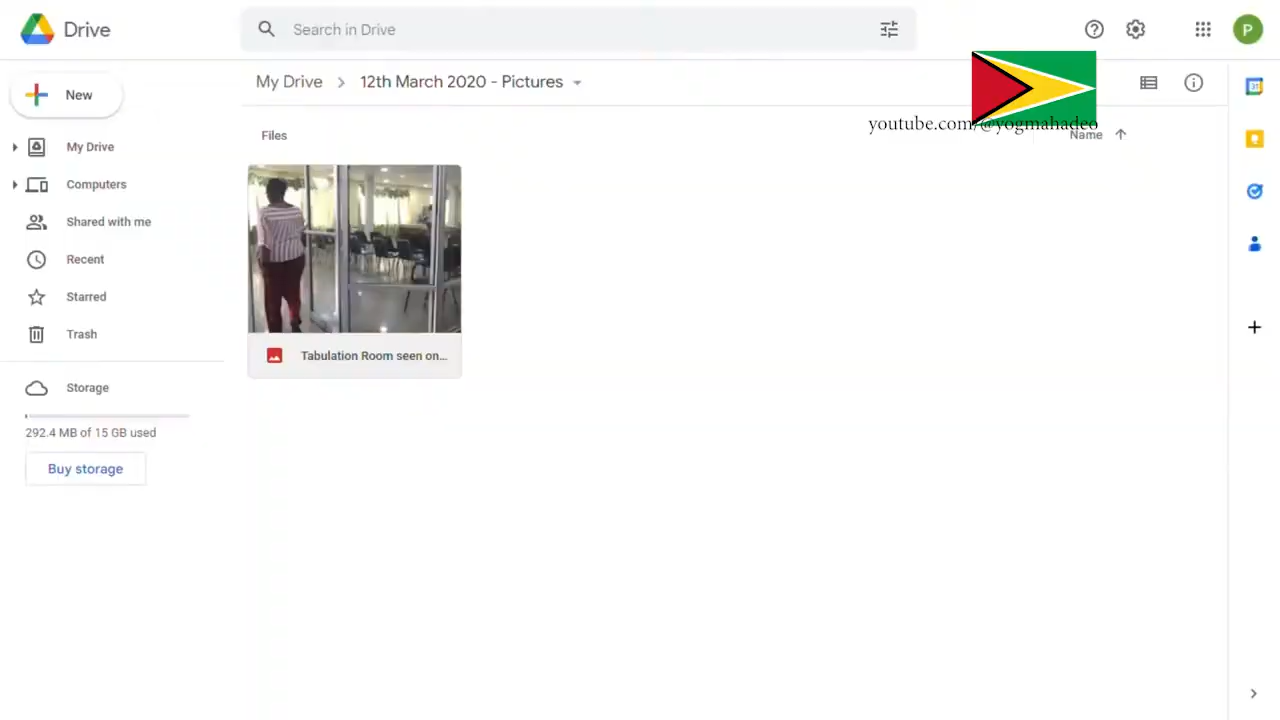 Drive
Search in Drive
P
New
My Drive
Computers
Shared with me
Recent
Starred
Trash
Storage
292.4 MB of 15 GB used
Buy storage
My Drive
12th March 2020 - Pictures
youtube.com/@yogmahadeo
Files
Name
Tabulation Room seen on...
31